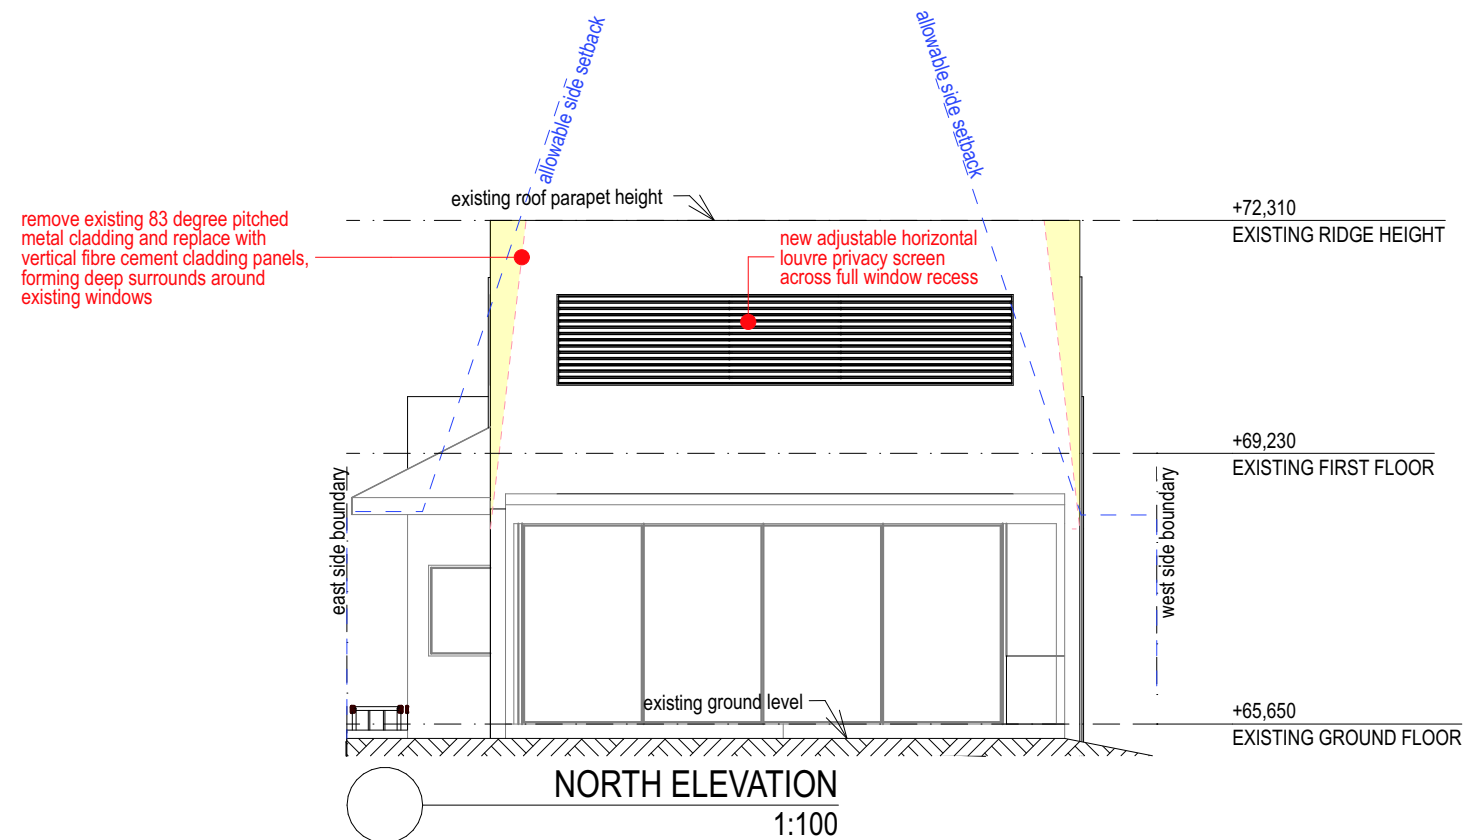 allowable side setback
allowable side setback
existing roof parapet height
remove existing 83 degree pitched
metal cladding and replace with
vertical fibre cement cladding panels,
forming deep surrounds around
existing windows
new adjustable horizontal
louvre privacy screen
across full window recess
+72,310
EXISTING RIDGE HEIGHT
+69,230
EXISTING FIRST FLOOR
east side boundary
west side boundary
existing ground level
+65,650
EXISTING GROUND FLOOR
NORTH ELEVATION
1:100